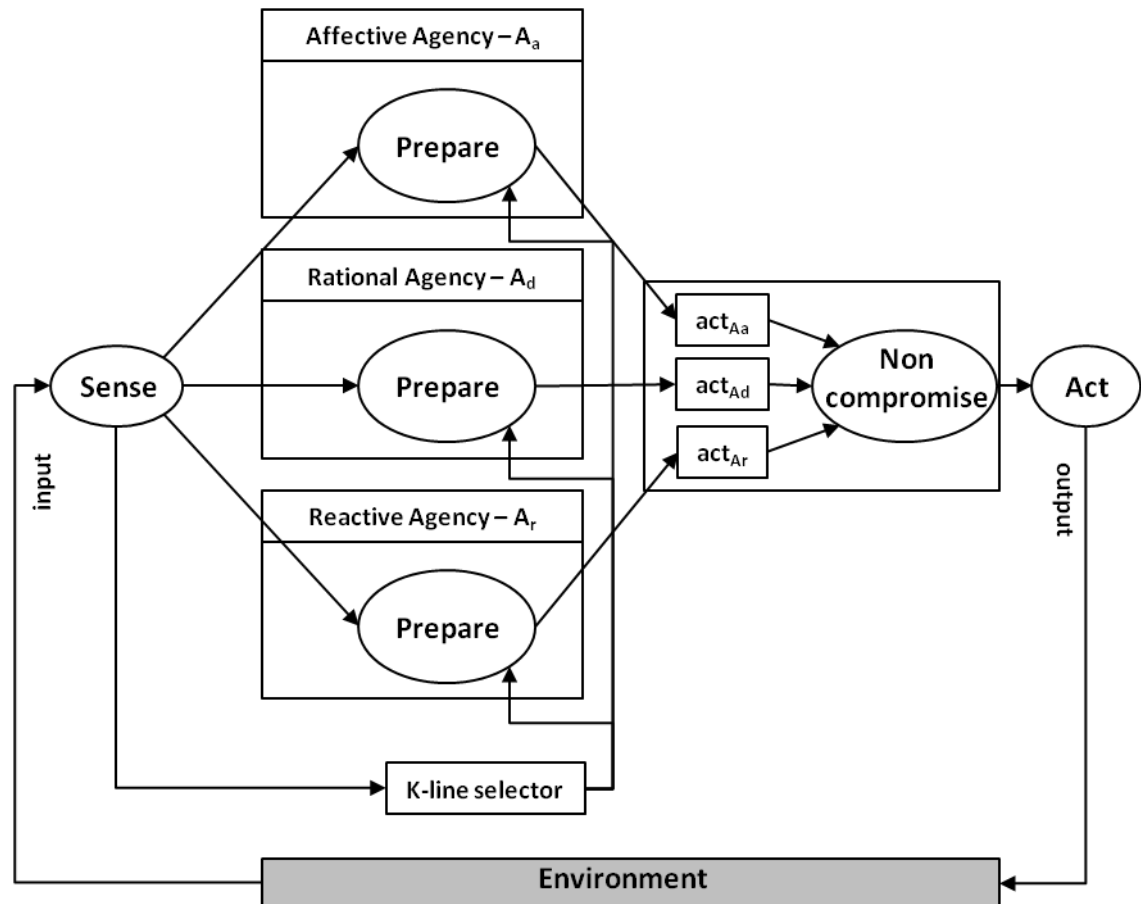 Affective Agency – Aa
Prepare
Rational Agency – Ad
Prepare
Reactive Agency – Ar
Prepare
Sense
input
K-line selector
actAa
actAd
actAr
Non
compromise
Act
output
Environment